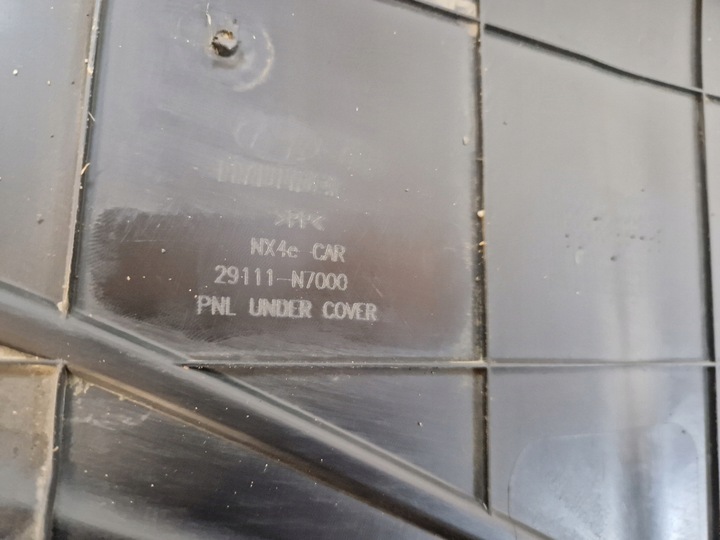 >PP<
NX4e CAR
29111-N7000
PNL UNDER COVER